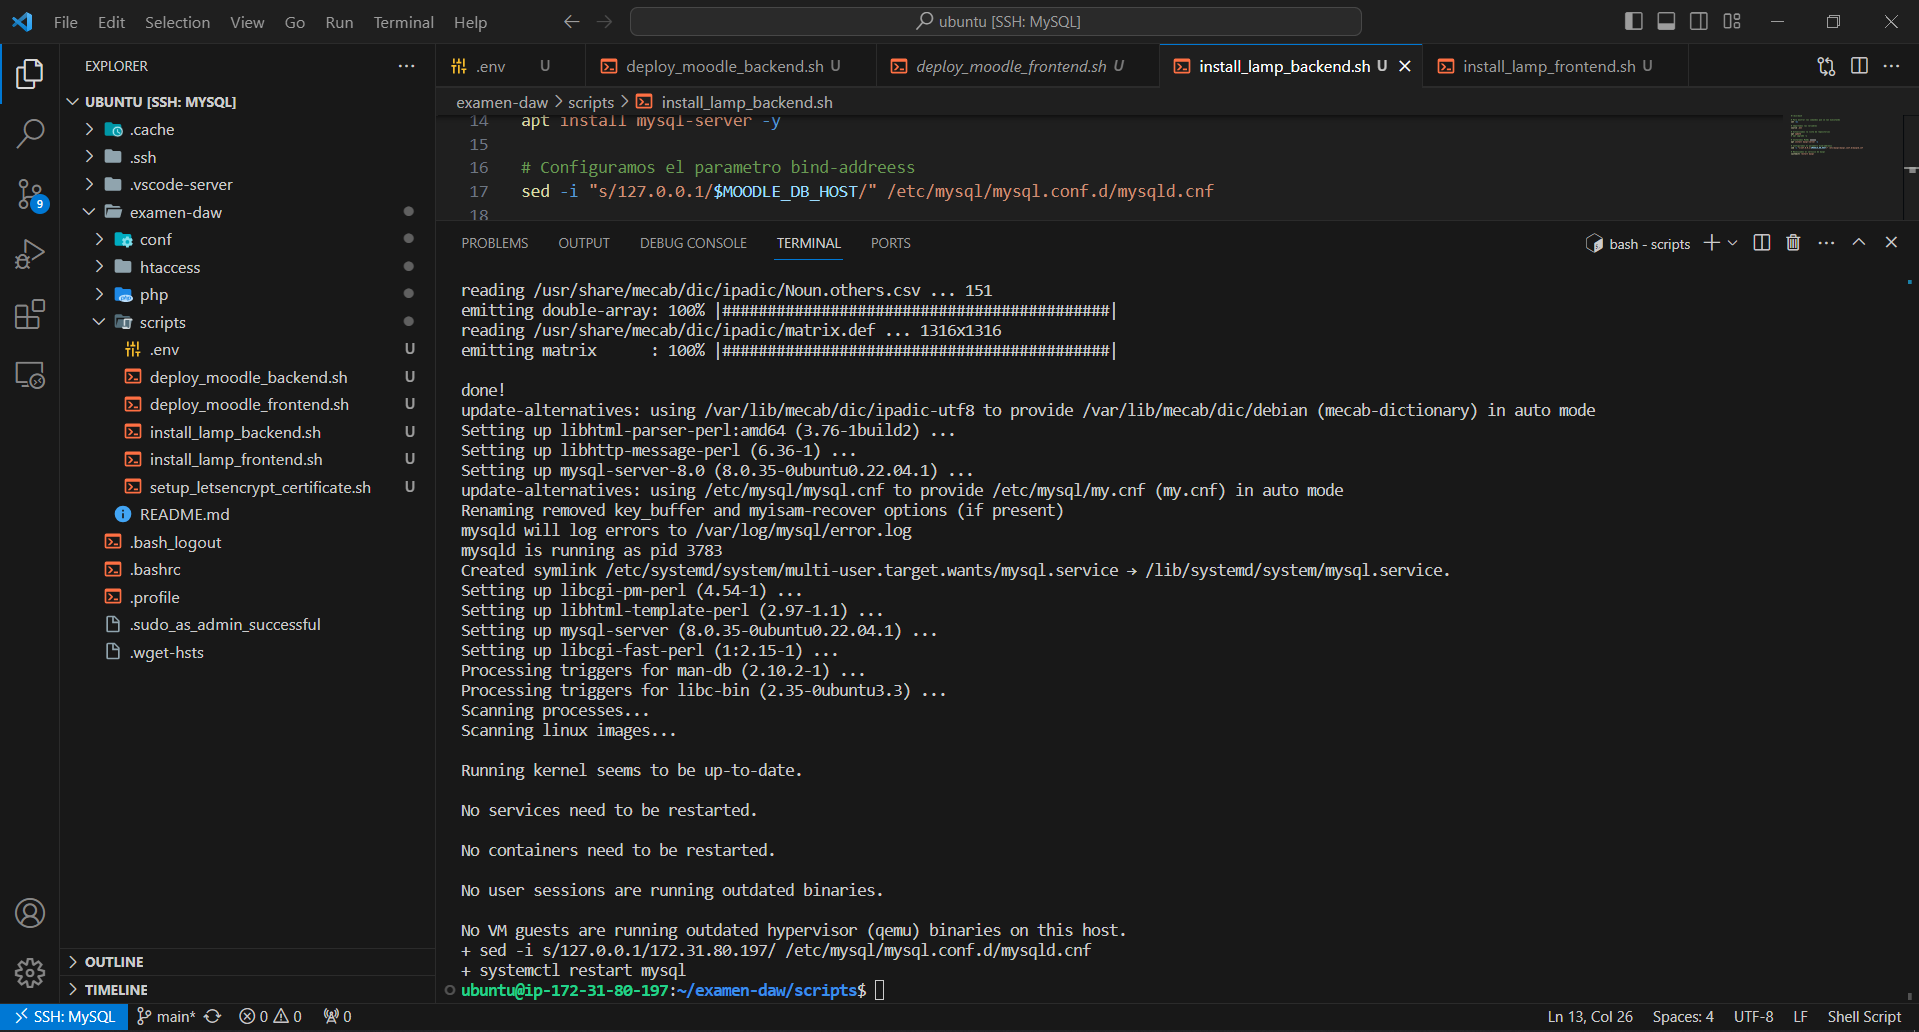 File Edit Selection View Go Run Terminal Help
ubuntu [SSH: MySQL]
EXPLORER
UBUNTU [SSH: MYSQL]
.cache
.ssh
.vscode-server
examen-daw
conf
htaccess
php
scripts
.env U
deploy_moodle_backend.sh U
deploy_moodle_frontend.sh U
install_lamp_backend.sh U
install_lamp_frontend.sh U
setup_letsencrypt_certificate.sh U
README.md
.bash_logout
.bashrc
.profile
.sudo_as_admin_successful
.wget-hsts
OUTLINE
TIMELINE
9
.env U deploy_moodle_backend.sh U deploy_moodle_frontend.sh U install_lamp_backend.sh U install_lamp_frontend.sh U
examen-daw > scripts > install_lamp_backend.sh
14 apt install mysql-server -y
15
16 # Configuramos el parametro bind-addreess
17 sed -i "s/127.0.0.1/$MOODLE_DB_HOST/" /etc/mysql/mysql.conf.d/mysqld.cnf
18
PROBLEMS OUTPUT DEBUG CONSOLE TERMINAL PORTS
bash - scripts
reading /usr/share/mecab/dic/ipadic/Noun.others.csv ... 151
emitting double-array: 100% |###########################################|
reading /usr/share/mecab/dic/ipadic/matrix.def ... 1316x1316
emitting matrix      : 100% |###########################################|
done!
update-alternatives: using /var/lib/mecab/dic/ipadic-utf8 to provide /var/lib/mecab/dic/debian (mecab-dictionary) in auto mode
Setting up libhtml-parser-perl:amd64 (3.76-1build2) ...
Setting up libhttp-message-perl (6.36-1) ...
Setting up mysql-server-8.0 (8.0.35-0ubuntu0.22.04.1) ...
update-alternatives: using /etc/mysql/mysql.cnf to provide /etc/mysql/my.cnf (my.cnf) in auto mode
Renaming removed key_buffer and myisam-recover options (if present)
mysqld will log errors to /var/log/mysql/error.log
mysqld is running as pid 3783
Created symlink /etc/systemd/system/multi-user.target.wants/mysql.service → /lib/systemd/system/mysql.service.
Setting up libcgi-pm-perl (4.54-1) ...
Setting up libhtml-template-perl (2.97-1.1) ...
Setting up mysql-server (8.0.35-0ubuntu0.22.04.1) ...
Setting up libcgi-fast-perl (1:2.15-1) ...
Processing triggers for man-db (2.10.2-1) ...
Processing triggers for libc-bin (2.35-0ubuntu3.3) ...
Scanning processes...
Scanning linux images...
Running kernel seems to be up-to-date.
No services need to be restarted.
No containers need to be restarted.
No user sessions are running outdated binaries.
No VM guests are running outdated hypervisor (qemu) binaries on this host.
+ sed -i s/127.0.0.1/172.31.80.197/ /etc/mysql/mysql.conf.d/mysqld.cnf
+ systemctl restart mysql
ubuntu@ip-172-31-80-197:~/examen-daw/scripts$
SSH: MySQL main* 0 0 0 Ln 13, Col 26 Spaces: 4 UTF-8 LF Shell Script